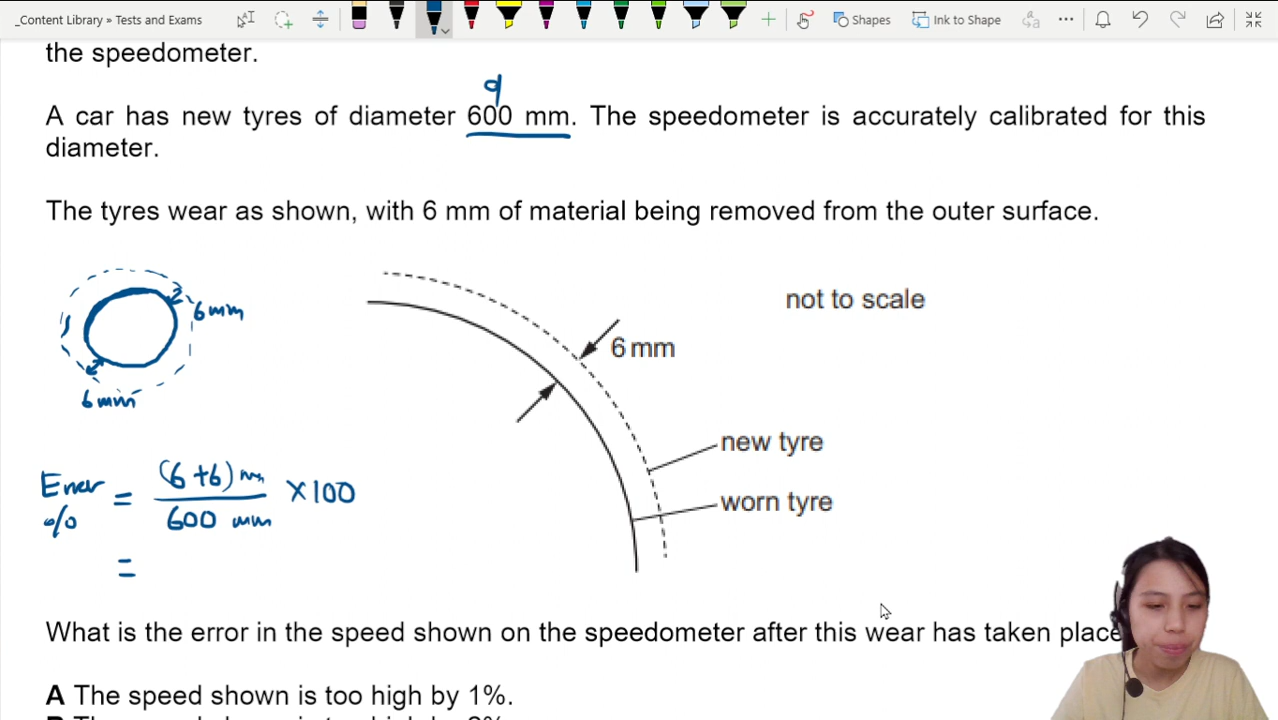 _Content Library » Tests and Exams
Shapes
Ink to Shape
the speedometer.
d
A car has new tyres of diameter 600 mm. The speedometer is accurately calibrated for this
diameter.
The tyres wear as shown, with 6 mm of material being removed from the outer surface.
6mm
6mm
not to scale
6 mm
new tyre
worn tyre
Error % = (6+6) mm / 600 mm ×100
=
What is the error in the speed shown on the speedometer after this wear has taken place
A The speed shown is too high by 1%.